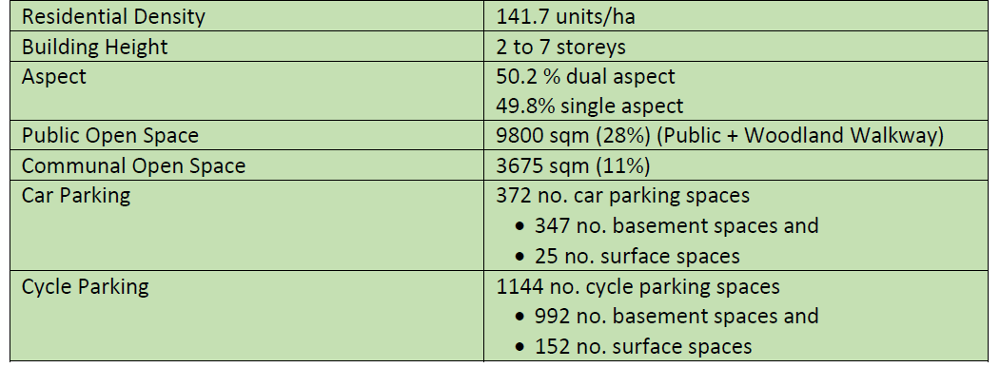 Residential Density 141.7 units/ha
Building Height 2 to 7 storeys
Aspect 50.2 % dual aspect
49.8% single aspect
Public Open Space 9800 sqm (28%) (Public + Woodland Walkway)
Communal Open Space 3675 sqm (11%)
Car Parking 372 no. car parking spaces
• 347 no. basement spaces and
• 25 no. surface spaces
Cycle Parking 1144 no. cycle parking spaces
• 992 no. basement spaces and
• 152 no. surface spaces